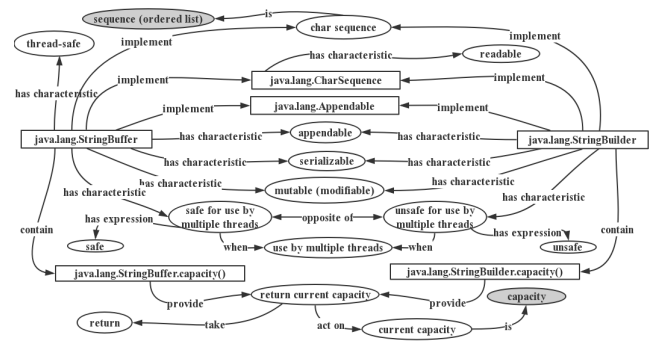 sequence (ordered list)
is
char sequence
thread-safe
implement
implement
has characteristic
readable
has characteristic
implement
java.lang.CharSequence
implement
implement
java.lang.Appendable
implement
java.lang.StringBuffer
has characteristic
appendable
has characteristic
java.lang.StringBuilder
has characteristic
serializable
has characteristic
has characteristic
mutable (modifiable)
has characteristic
has characteristic
has characteristic
has expression
safe for use by
multiple threads
opposite of
unsafe for use by
multiple threads
has expression
contain
contain
safe
when
use by multiple threads
when
unsafe
java.lang.StringBuffer.capacity()
java.lang.StringBuilder.capacity()
provide
return current capacity
provide
capacity
return
take
act on
current capacity
is